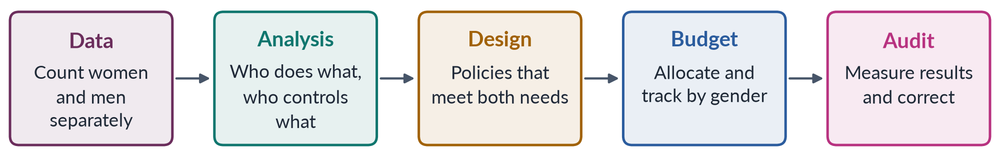 Data
Count women
and men
separately
Analysis
Who does what,
who controls
what
Design
Policies that
meet both needs
Budget
Allocate and
track by gender
Audit
Measure results
and correct